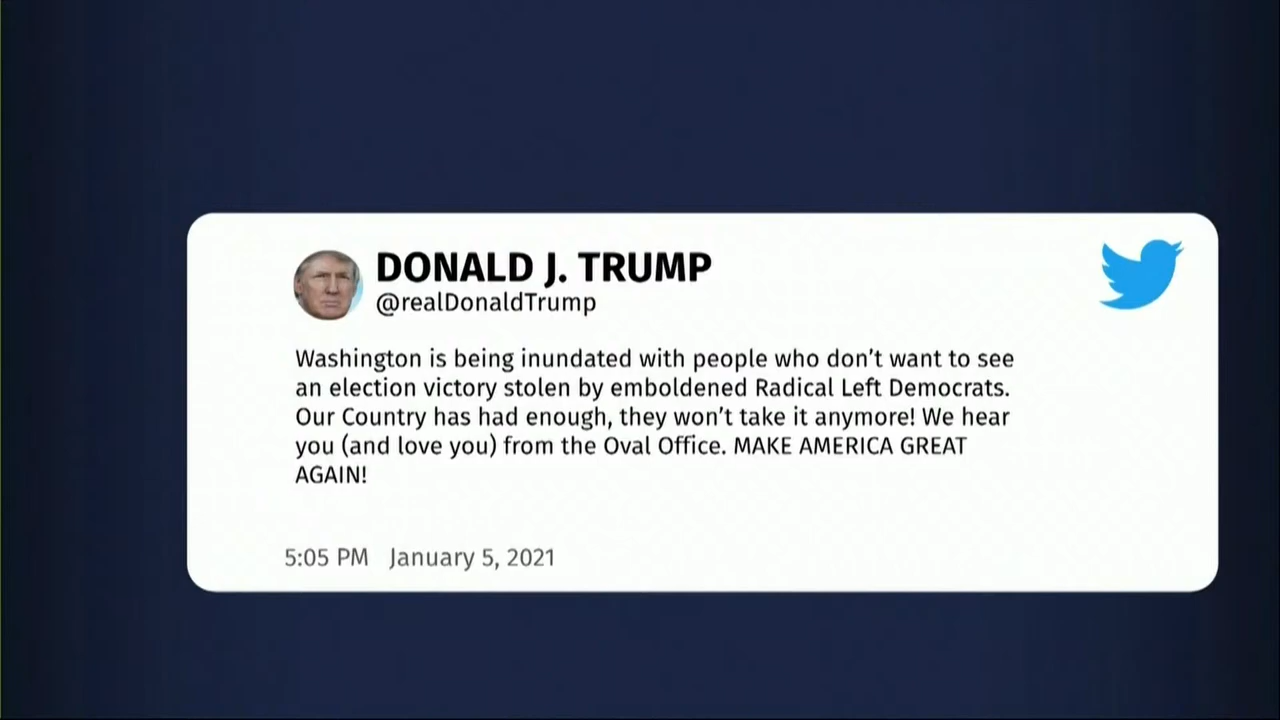 DONALD J. TRUMP
@realDonaldTrump
Washington is being inundated with people who don't want to see
an election victory stolen by emboldened Radical Left Democrats.
Our Country has had enough, they won't take it anymore! We hear
you (and love you) from the Oval Office. MAKE AMERICA GREAT
AGAIN!
5:05 PM January 5, 2021